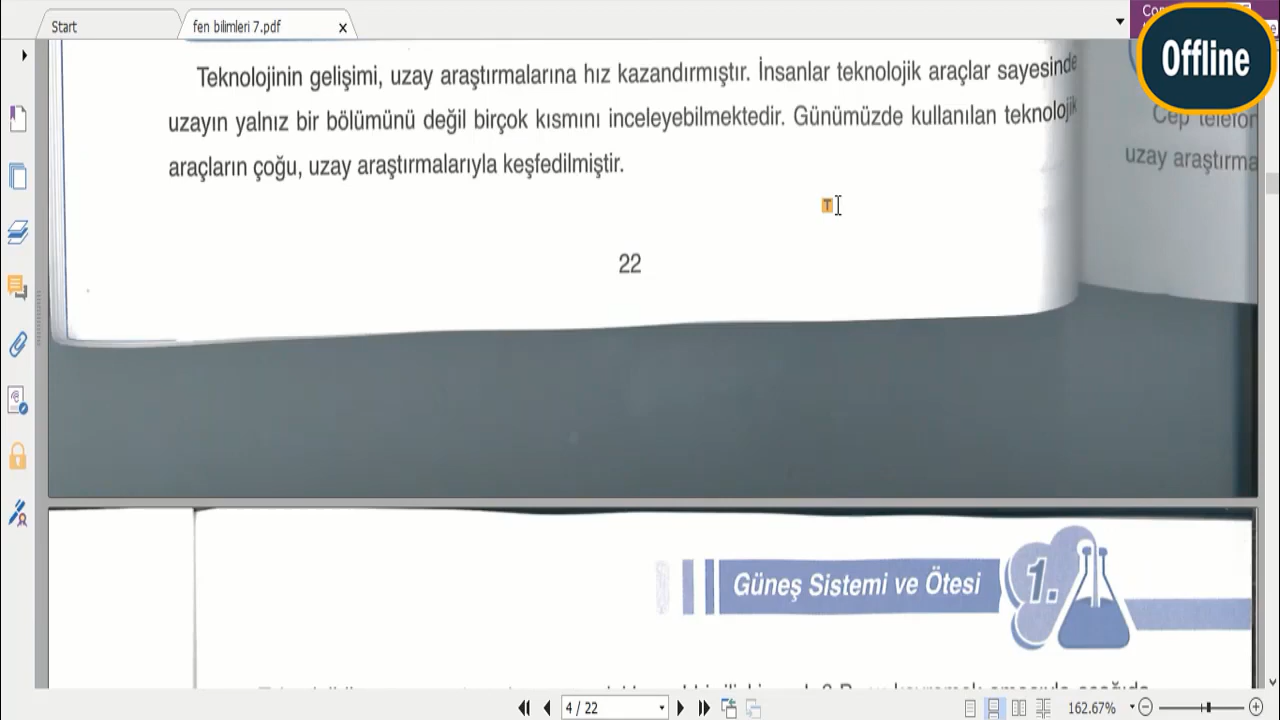 Start
fen bilimleri 7.pdf
Offline
Teknolojinin gelişimi, uzay araştırmalarına hız kazandırmıştır. İnsanlar teknolojik araçlar sayesinde
uzayın yalnız bir bölümünü değil birçok kısmını inceleyebilmektedir. Günümüzde kullanılan teknolojik
araçların çoğu, uzay araştırmalarıyla keşfedilmiştir.
T
22
Cep telefon
uzay araştırma
Güneş Sistemi ve Ötesi
1.
4 / 22
162.67%